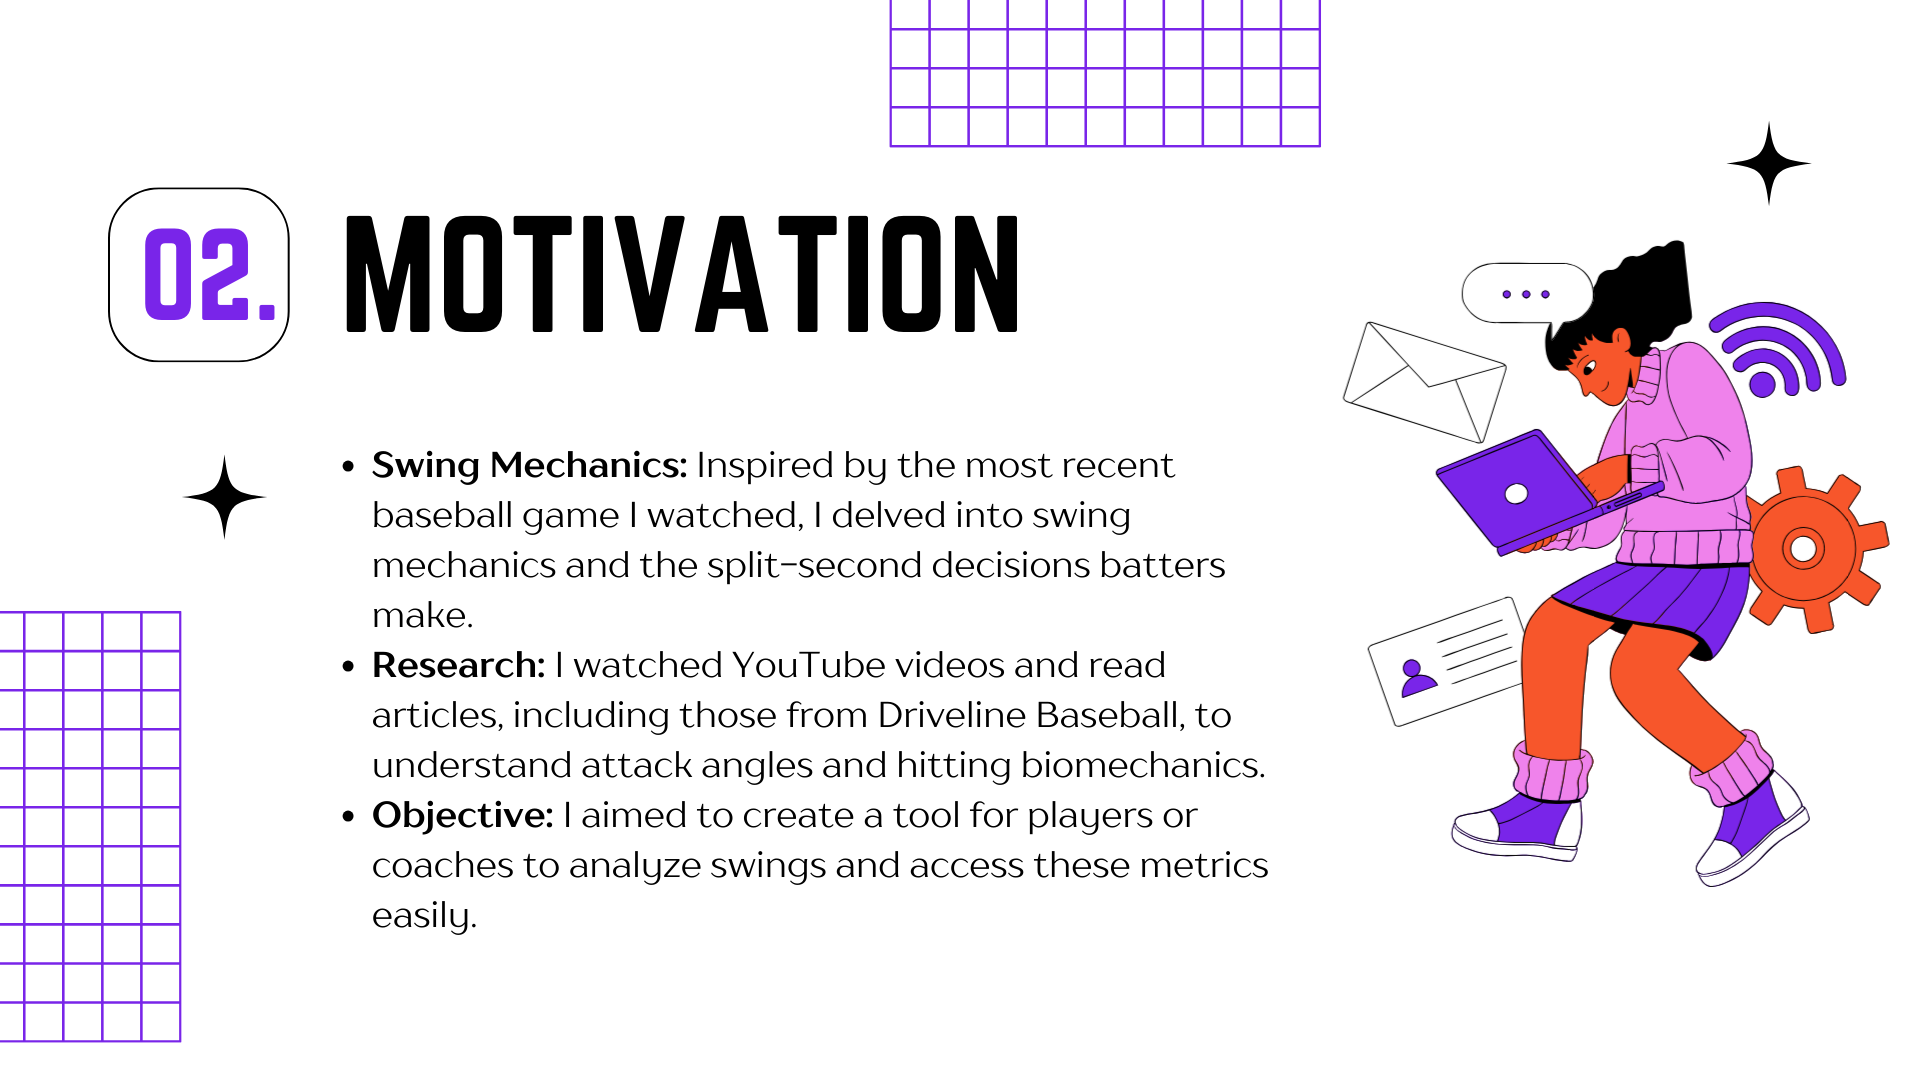 02. MOTIVATION
• Swing Mechanics: Inspired by the most recent
baseball game I watched, I delved into swing
mechanics and the split-second decisions batters
make.
• Research: I watched YouTube videos and read
articles, including those from Driveline Baseball, to
understand attack angles and hitting biomechanics.
• Objective: I aimed to create a tool for players or
coaches to analyze swings and access these metrics
easily.